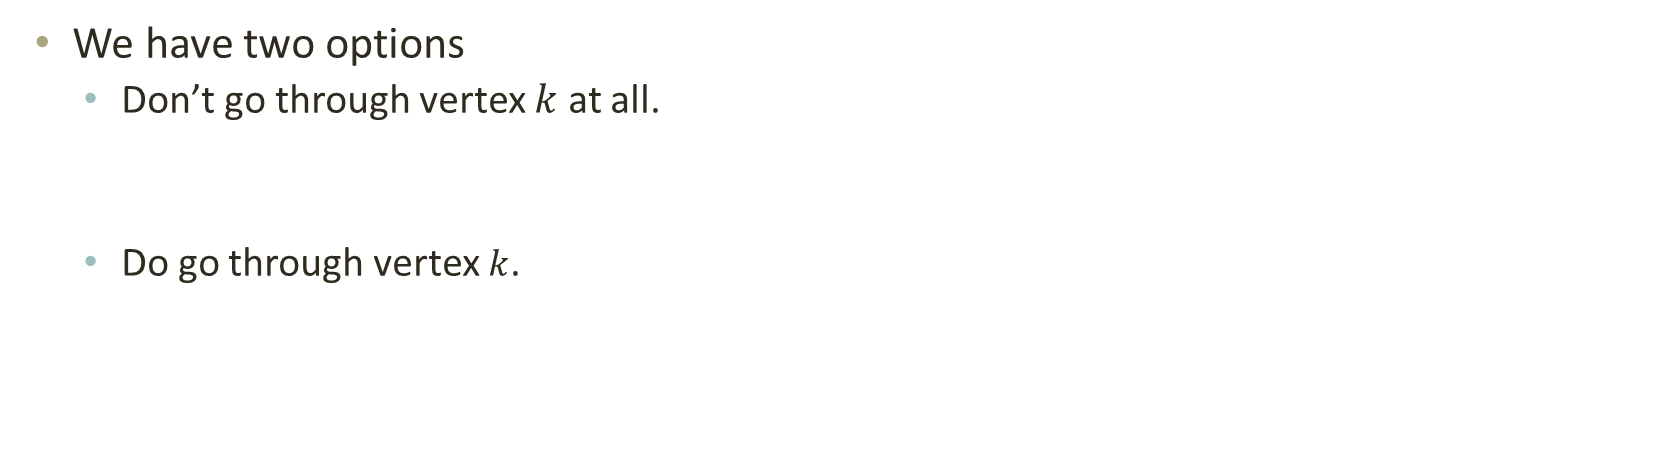 • We have two options
• Don’t go through vertex k at all.
• Do go through vertex k.